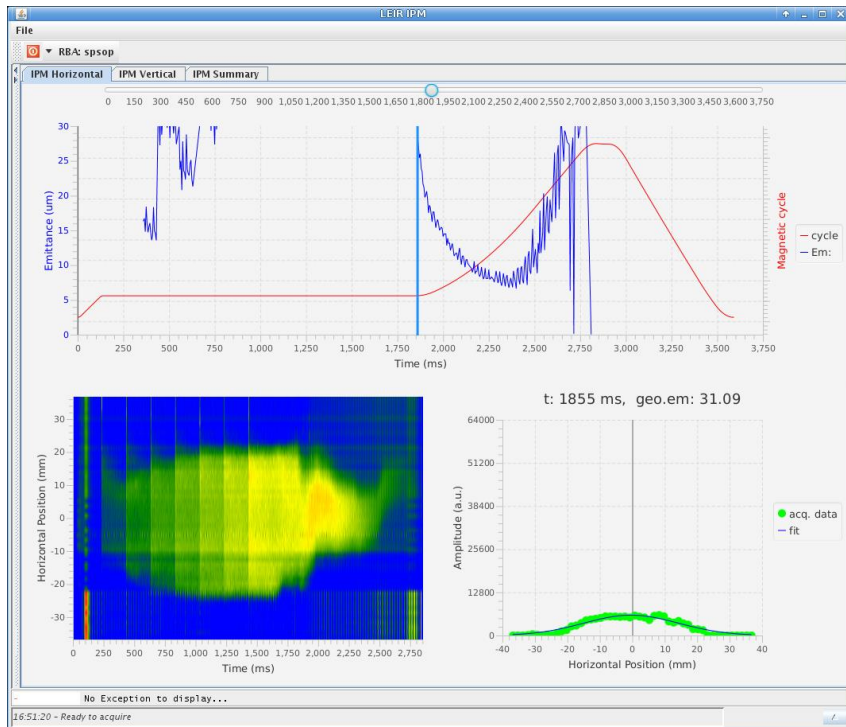 LEIR IPM
File
RBA: spsop
IPM Horizontal IPM Vertical IPM Summary
0 150 300 450 600 750 900 1,050 1,200 1,350 1,500 1,650 1,800 1,950 2,100 2,250 2,400 2,550 2,700 2,850 3,000 3,150 3,300 3,450 3,600 3,750
30
25
20
15
10
5
0
Emittance (um)
Magnetic cycle
cycle
Em:
0 250 500 750 1,000 1,250 1,500 1,750 2,000 2,250 2,500 2,750 3,000 3,250 3,500 3,750
Time (ms)
30
20
10
0
-10
-20
-30
Horizontal Position (mm)
0 250 500 750 1,000 1,250 1,500 1,750 2,000 2,250 2,500 2,750
Time (ms)
t: 1855 ms, geo.em: 31.09
64000
51200
38400
25600
12800
0
Amplitude (a.u.)
acq. data
fit
-40 -30 -20 -10 0 10 20 30 40
Horizontal Position (mm)
- No Exception to display...
16:51:20 - Ready to acquire